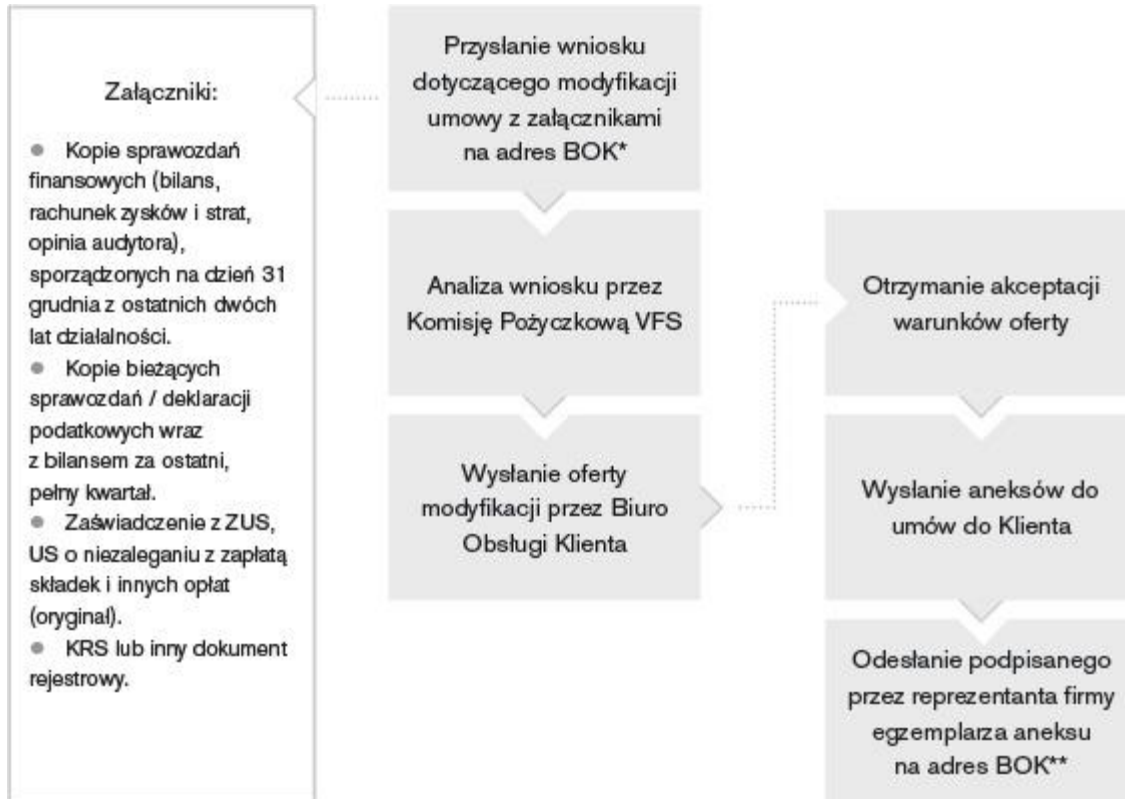 Załączniki:
● Kopie sprawozdań
finansowych (bilans,
rachunek zysków i strat,
opinia audytora),
sporządzonych na dzień 31
grudnia z ostatnich dwóch
lat działalności.
● Kopie bieżących
sprawozdań / deklaracji
podatkowych wraz
z bilansem za ostatni,
pełny kwartał.
● Zaświadczenie z ZUS,
US o niezaleganiu z zapłatą
składek i innych opłat
(oryginał).
● KRS lub inny dokument
rejestrowy.
Przysłanie wniosku
dotyczącego modyfikacji
umowy z załącznikami
na adres BOK*
Analiza wniosku przez
Komisję Pożyczkową VFS
Wysłanie oferty
modyfikacji przez Biuro
Obsługi Klienta
Otrzymanie akceptacji
warunków oferty
Wysłanie aneksów do
umów do Klienta
Odesłanie podpisanego
przez reprezentanta firmy
egzemplarza aneksu
na adres BOK**